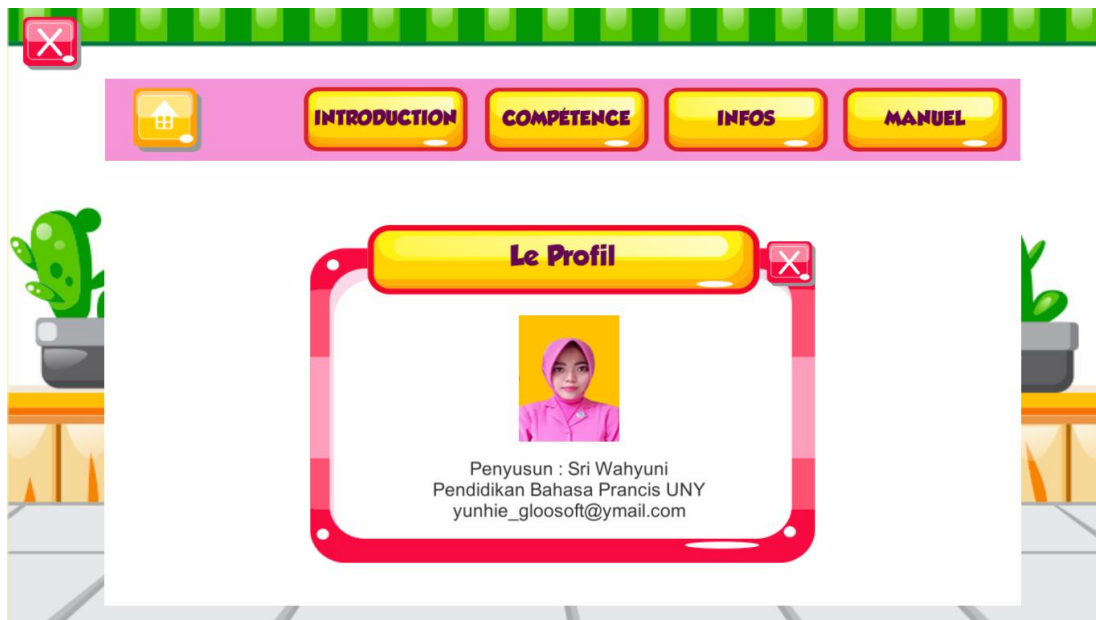 INTRODUCTION
COMPÉTENCE
INFOS
MANUEL
Le Profil
Penyusun : Sri Wahyuni
Pendidikan Bahasa Prancis UNY
yunhie_gloosoft@ymail.com